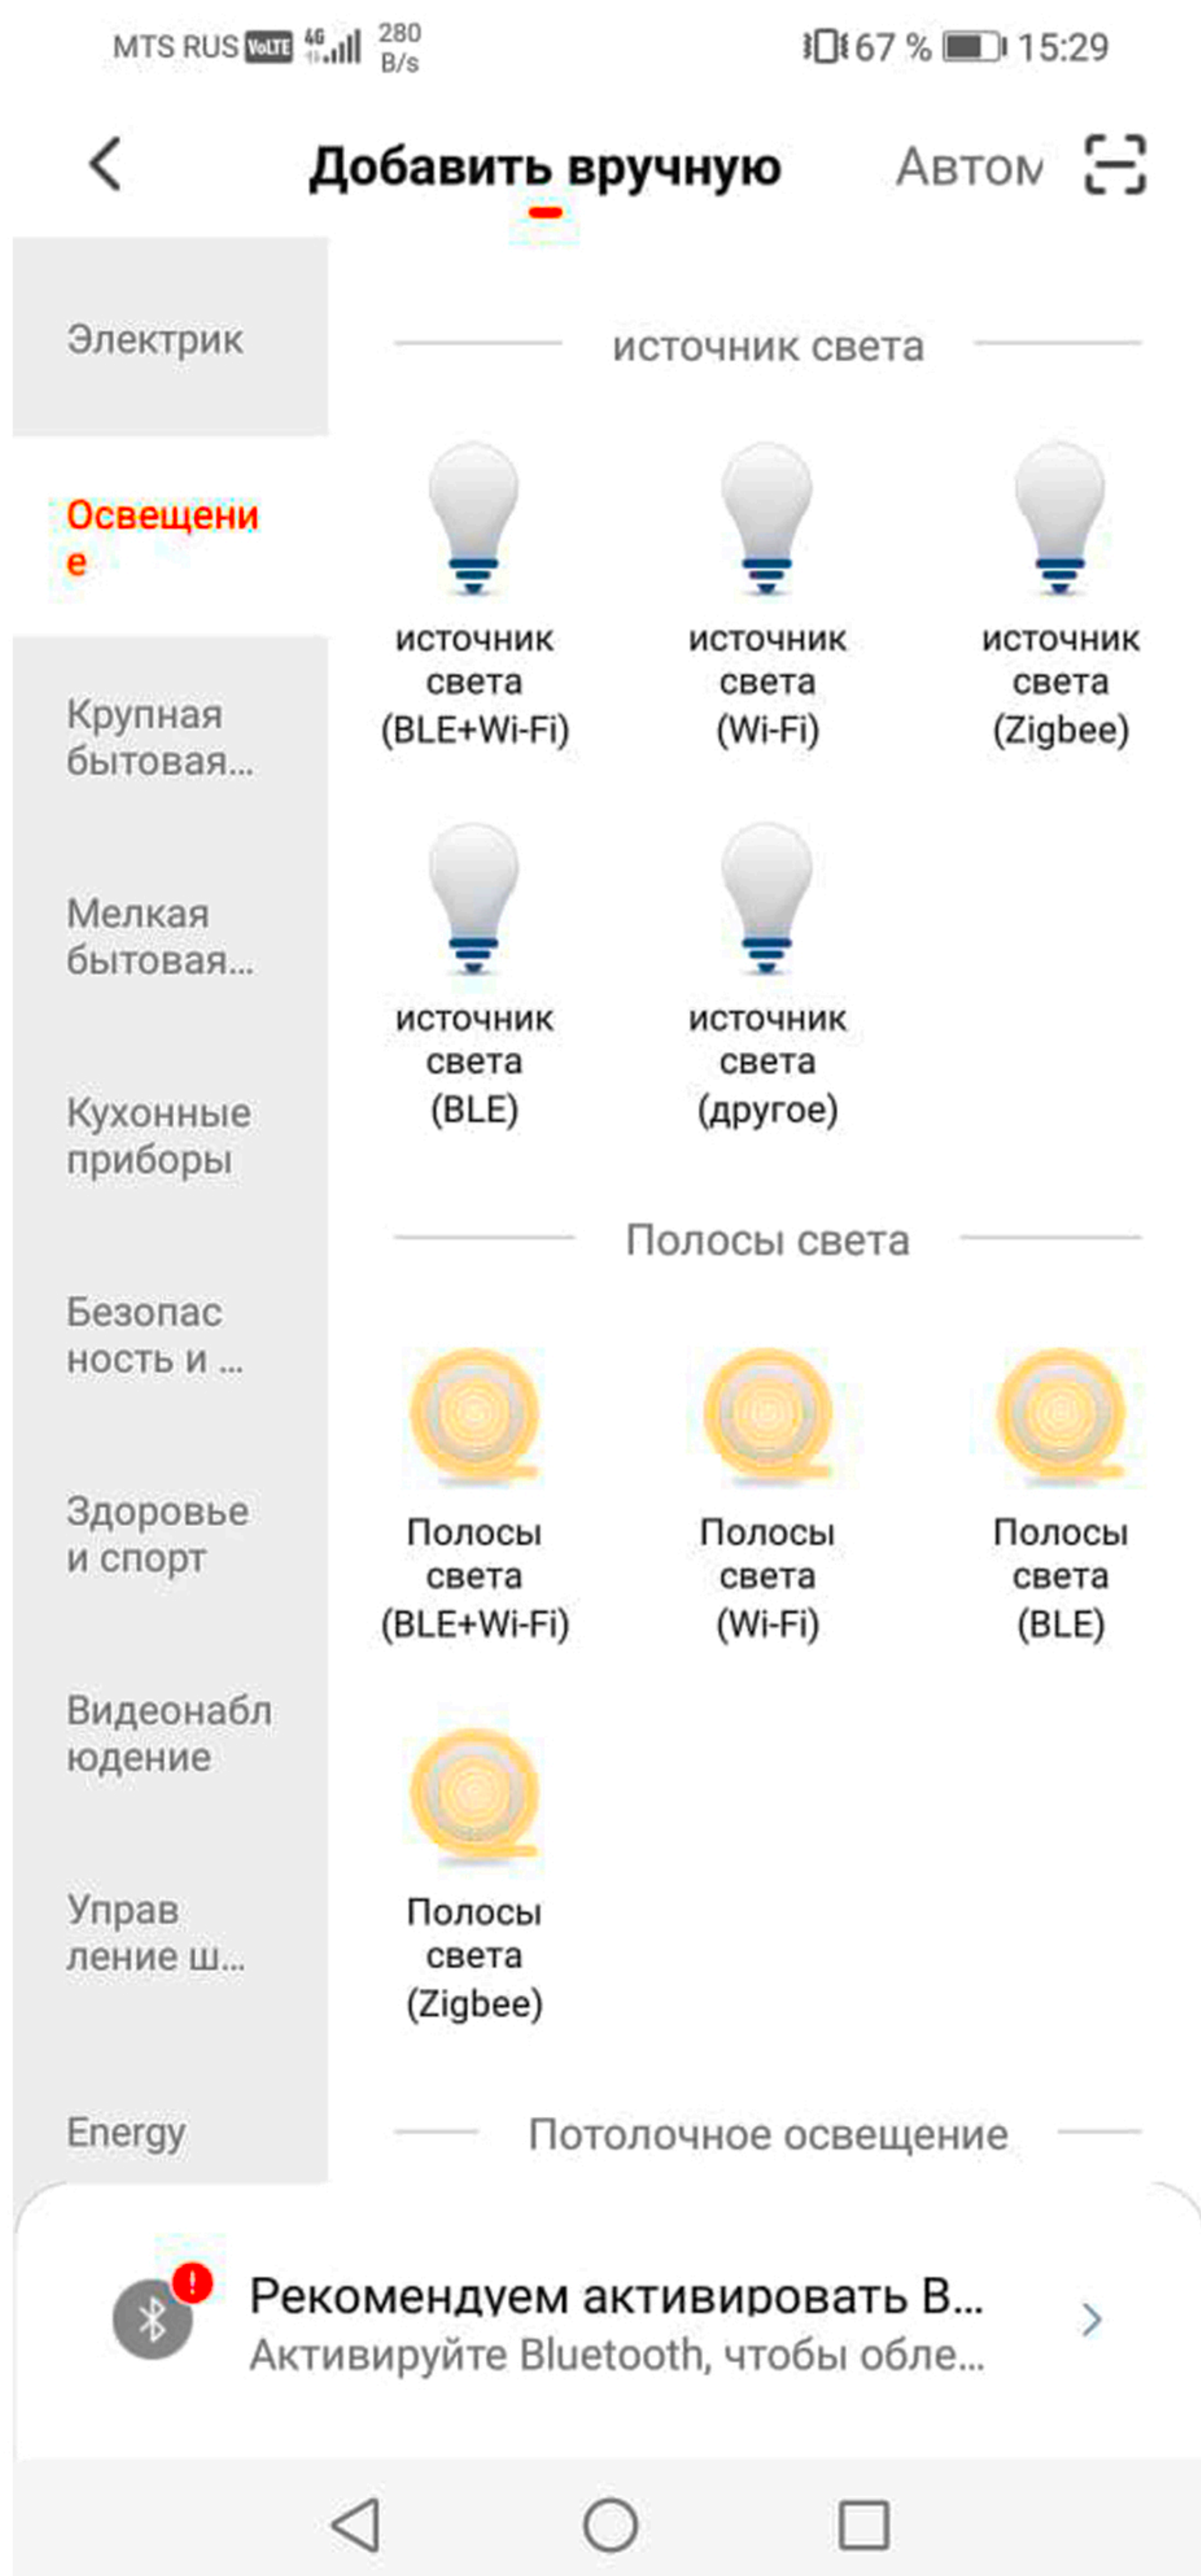 MTS RUS VoLTE 4G 280 B/s 67 % 15:29
Добавить вручную Автом
Электрик
Освещени
е
Крупная
бытовая...
Мелкая
бытовая...
Кухонные
приборы
Безопас
ность и ...
Здоровье
и спорт
Видеонабл
юдение
Управ
ление ш...
Energy
источник света
источник
света
(BLE+Wi-Fi)
источник
света
(Wi-Fi)
источник
света
(Zigbee)
источник
света
(BLE)
источник
света
(другое)
Полосы света
Полосы
света
(BLE+Wi-Fi)
Полосы
света
(Wi-Fi)
Полосы
света
(BLE)
Полосы
света
(Zigbee)
Потолочное освещение
Рекомендуем активировать B...
Активируйте Bluetooth, чтобы обле...